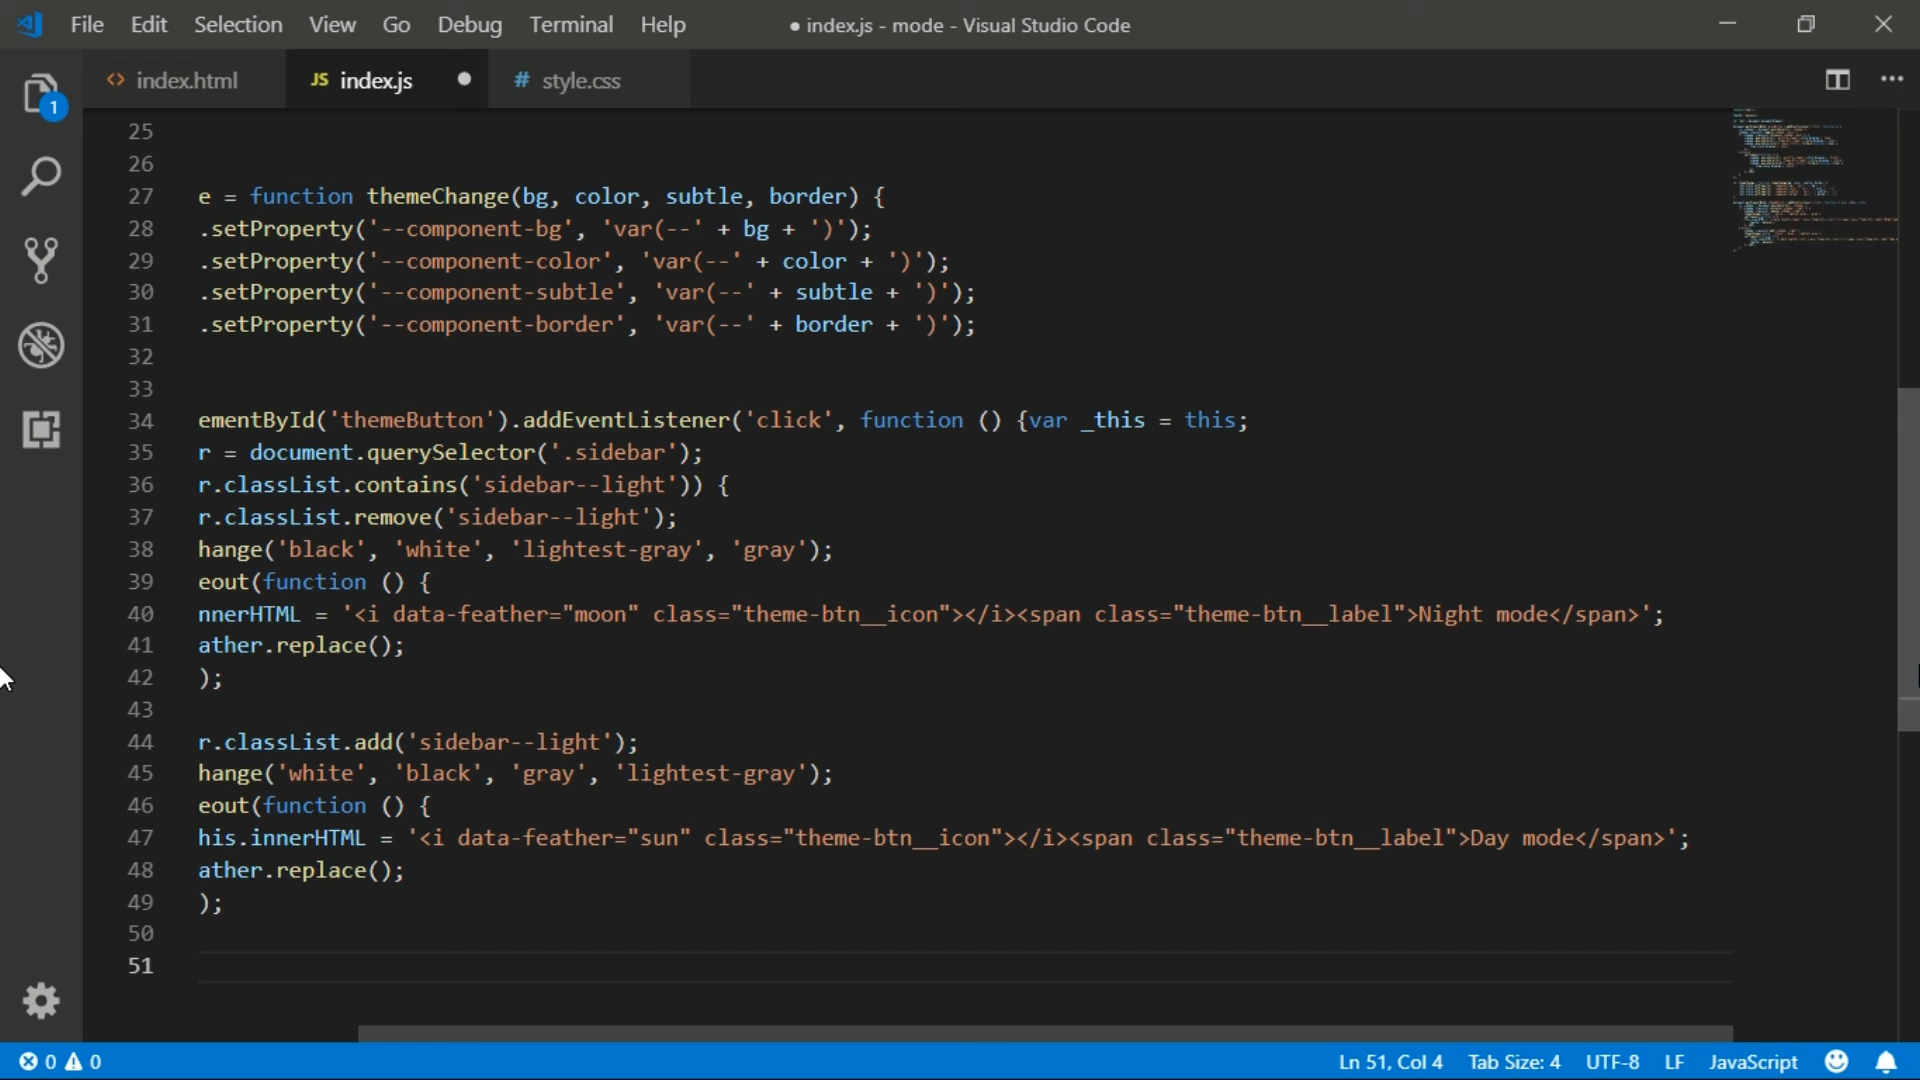 File Edit Selection View Go Debug Terminal Help ● index.js - mode - Visual Studio Code
<> index.html JS index.js ● # style.css
1
25
26
27 e = function themeChange(bg, color, subtle, border) {
28 .setProperty('--component-bg', 'var(--' + bg + ')');
29 .setProperty('--component-color', 'var(--' + color + ')');
30 .setProperty('--component-subtle', 'var(--' + subtle + ')');
31 .setProperty('--component-border', 'var(--' + border + ')');
32
33
34 ementById('themeButton').addEventListener('click', function () {var _this = this;
35 r = document.querySelector('.sidebar');
36 r.classList.contains('sidebar--light')) {
37 r.classList.remove('sidebar--light');
38 hange('black', 'white', 'lightest-gray', 'gray');
39 eout(function () {
40 nnerHTML = '<i data-feather="moon" class="theme-btn__icon"></i><span class="theme-btn__label">Night mode</span>';
41 ather.replace();
42 );
43
44 r.classList.add('sidebar--light');
45 hange('white', 'black', 'gray', 'lightest-gray');
46 eout(function () {
47 his.innerHTML = '<i data-feather="sun" class="theme-btn__icon"></i><span class="theme-btn__label">Day mode</span>';
48 ather.replace();
49 );
50
51
0 0 Ln 51, Col 4 Tab Size: 4 UTF-8 LF JavaScript